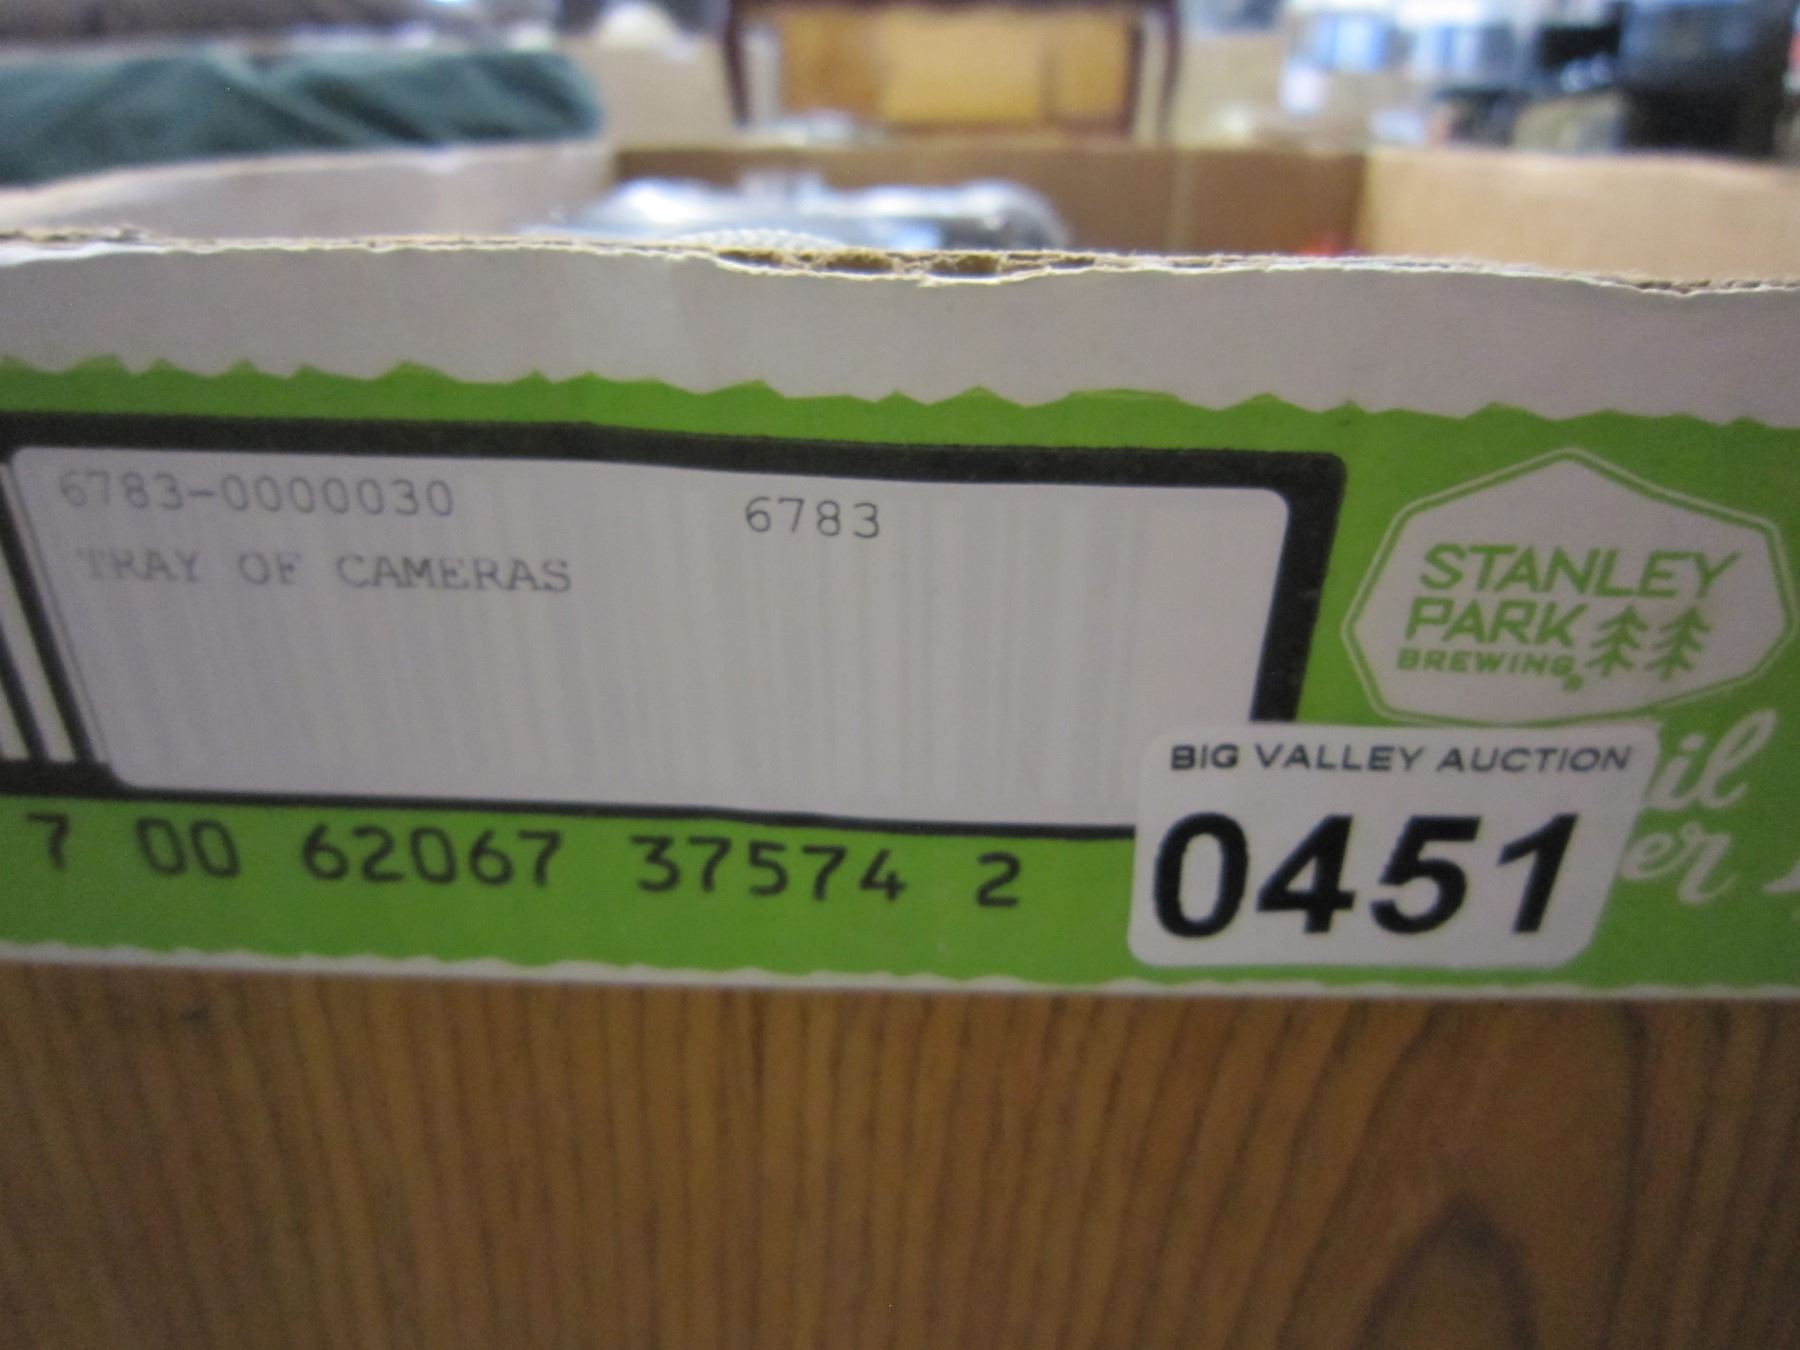 6783-0000030 6783
TRAY OF CAMERAS
STANLEY
PARK
BREWING
BIG VALLEY AUCTION
0451
7 00 62067 37574 2